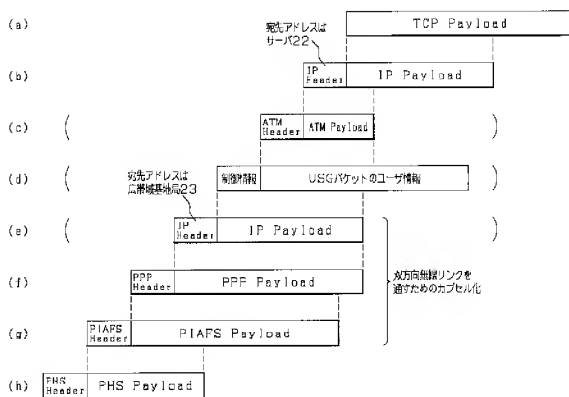 (a) TCP Payload
宛先アドレスは
サーバ22
(b) IP Header IP Payload
(c) ( ATM Header ATM Payload )
(d) ( 制御情報 USGパケットのユーザ情報 )
宛先アドレスは
広帯域基地局23
(e) ( IP Header IP Payload )
(f) PPP Header PPP Payload
双方向無線リンクを
通すためのカプセル化
(g) PIAFS Header PIAFS Payload
(h) PHS Header PHS Payload